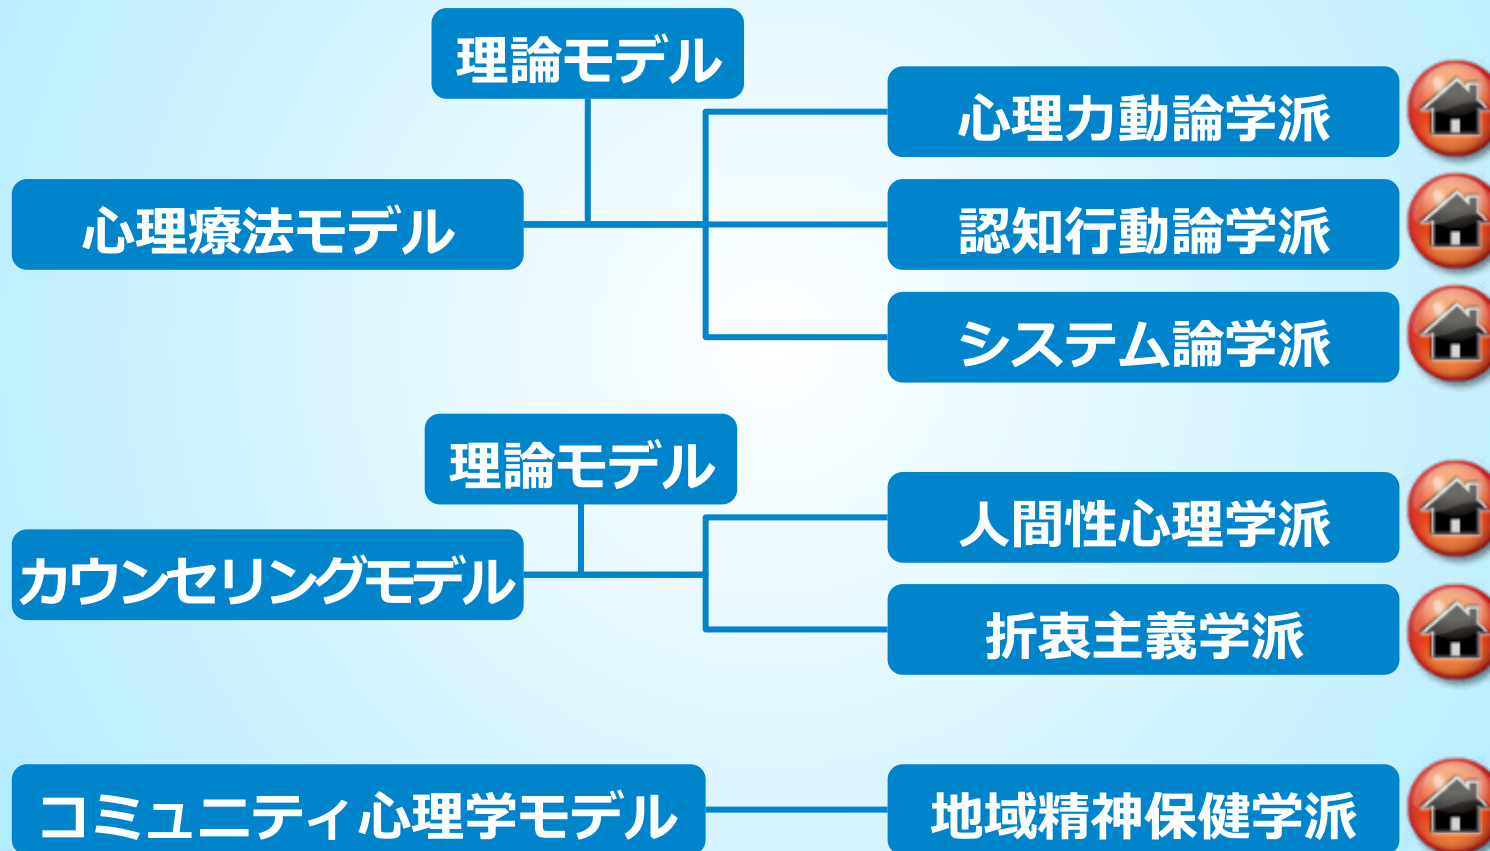 理論モデル
心理力動論学派
心理療法モデル
認知行動論学派
システム論学派
理論モデル
人間性心理学派
カウンセリングモデル
折衷主義学派
コミュニティ心理学モデル
地域精神保健学派